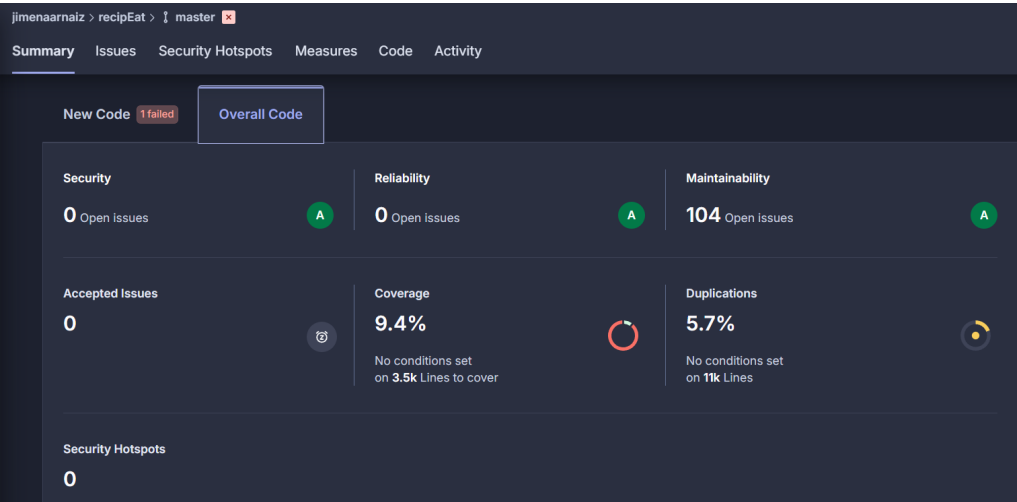 jimenaarnaiz > recipEat > master
Summary Issues Security Hotspots Measures Code Activity
New Code 1 failed Overall Code
Security Reliability Maintainability
0 Open issues A 0 Open issues A 104 Open issues A
Accepted Issues Coverage Duplications
0 9.4% 5.7%
No conditions set No conditions set
on 3.5k Lines to cover on 11k Lines
Security Hotspots
0